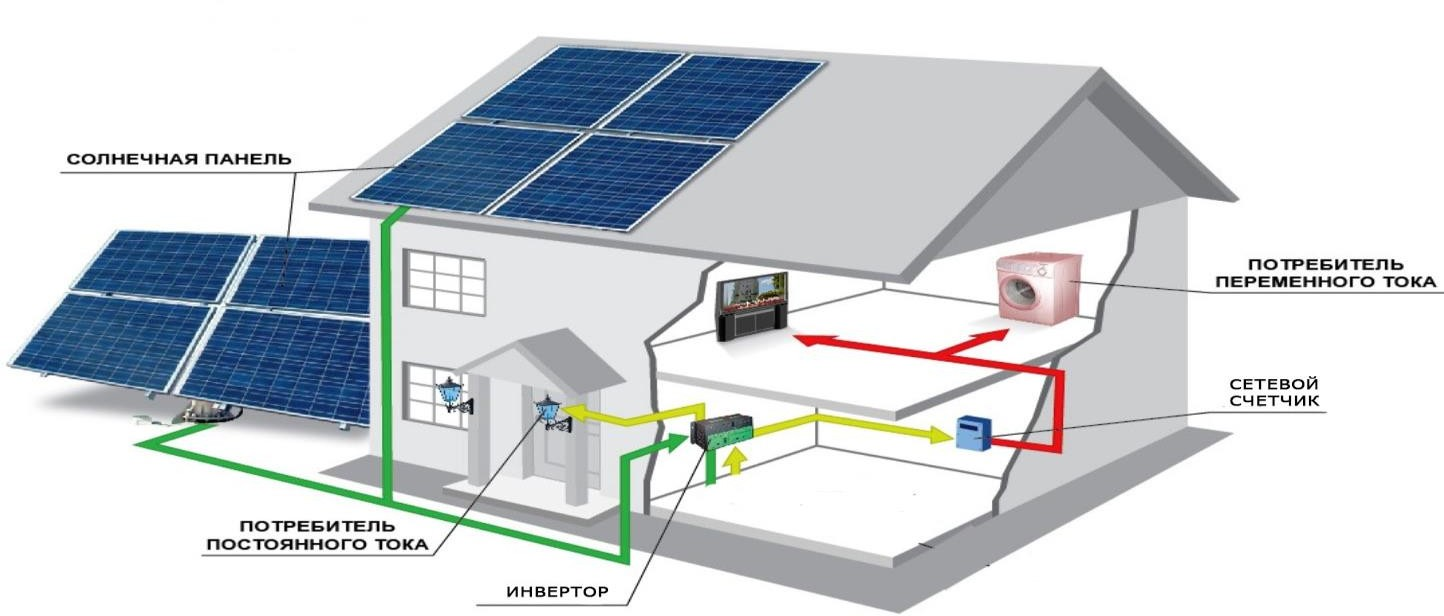 СОЛНЕЧНАЯ ПАНЕЛЬ
ПОТРЕБИТЕЛЬ
ПЕРЕМЕННОГО ТОКА
СЕТЕВОЙ
СЧЕТЧИК
ПОТРЕБИТЕЛЬ
ПОСТОЯННОГО ТОКА
ИНВЕРТОР